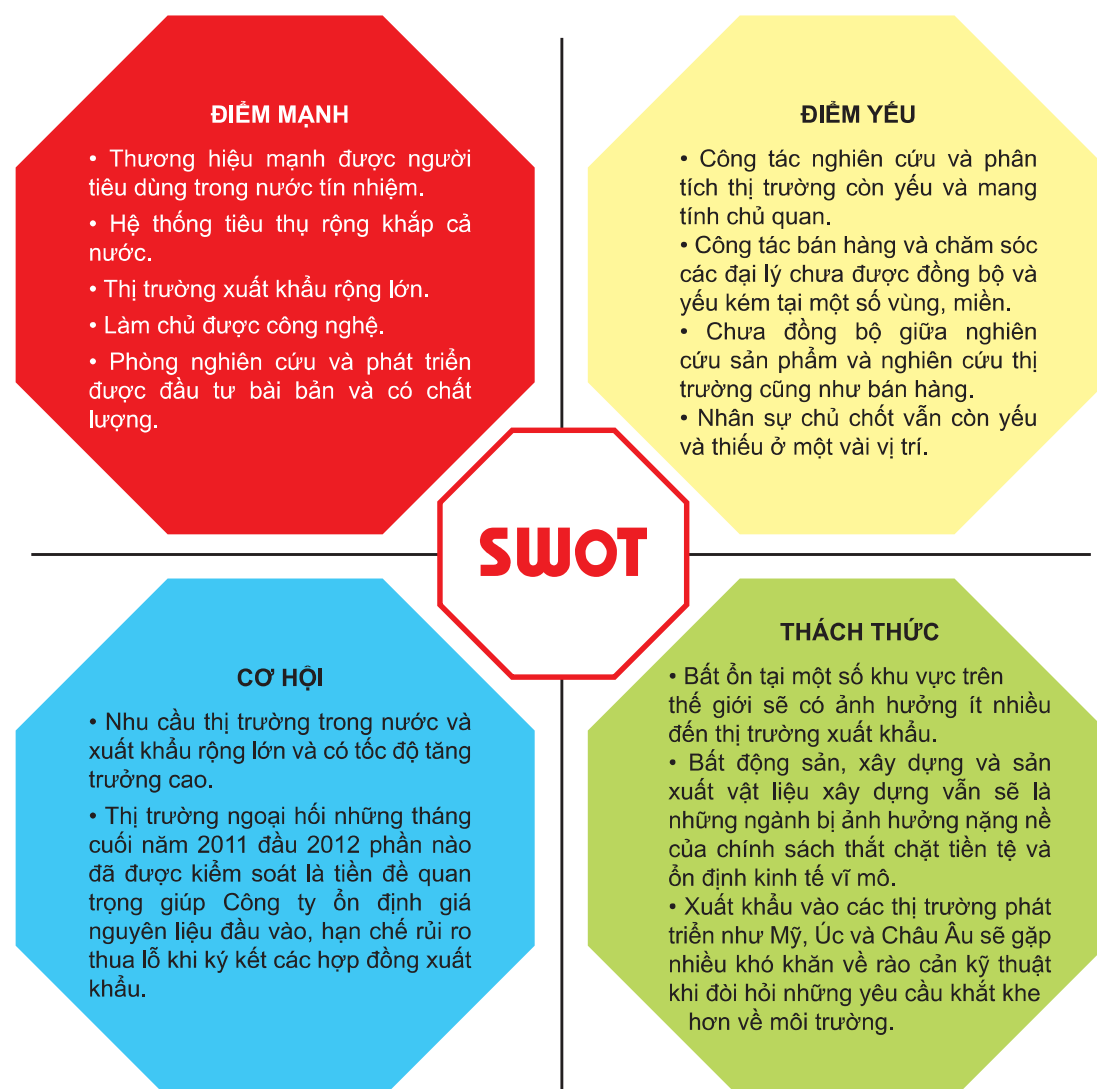 ĐIỂM MẠNH
• Thương hiệu mạnh được người
tiêu dùng trong nước tín nhiệm.
• Hệ thống tiêu thụ rộng khắp cả
nước.
• Thị trường xuất khẩu rộng lớn.
• Làm chủ được công nghệ.
• Phòng nghiên cứu và phát triển
được đầu tư bài bản và có chất
lượng.
ĐIỂM YẾU
• Công tác nghiên cứu và phân
tích thị trường còn yếu và mang
tính chủ quan.
• Công tác bán hàng và chăm sóc
các đại lý chưa được đồng bộ và
yếu kém tại một số vùng, miền.
• Chưa đồng bộ giữa nghiên
cứu sản phẩm và nghiên cứu thị
trường cũng như bán hàng.
• Nhân sự chủ chốt vẫn còn yếu
và thiếu ở một vài vị trí.
SWOT
CƠ HỘI
• Nhu cầu thị trường trong nước và
xuất khẩu rộng lớn và có tốc độ tăng
trưởng cao.
• Thị trường ngoại hối những tháng
cuối năm 2011 đầu 2012 phần nào
đã được kiểm soát là tiền đề quan
trọng giúp Công ty ổn định giá
nguyên liệu đầu vào, hạn chế rủi ro
thua lỗ khi ký kết các hợp đồng xuất
khẩu.
THÁCH THỨC
• Bất ổn tại một số khu vực trên
thế giới sẽ có ảnh hưởng ít nhiều
đến thị trường xuất khẩu.
• Bất động sản, xây dựng và sản
xuất vật liệu xây dựng vẫn sẽ là
những ngành bị ảnh hưởng nặng nề
của chính sách thắt chặt tiền tệ và
ổn định kinh tế vĩ mô.
• Xuất khẩu vào các thị trường phát
triển như Mỹ, Úc và Châu Âu sẽ gặp
nhiều khó khăn về rào cản kỹ thuật
khi đòi hỏi những yêu cầu khắt khe
hơn về môi trường.